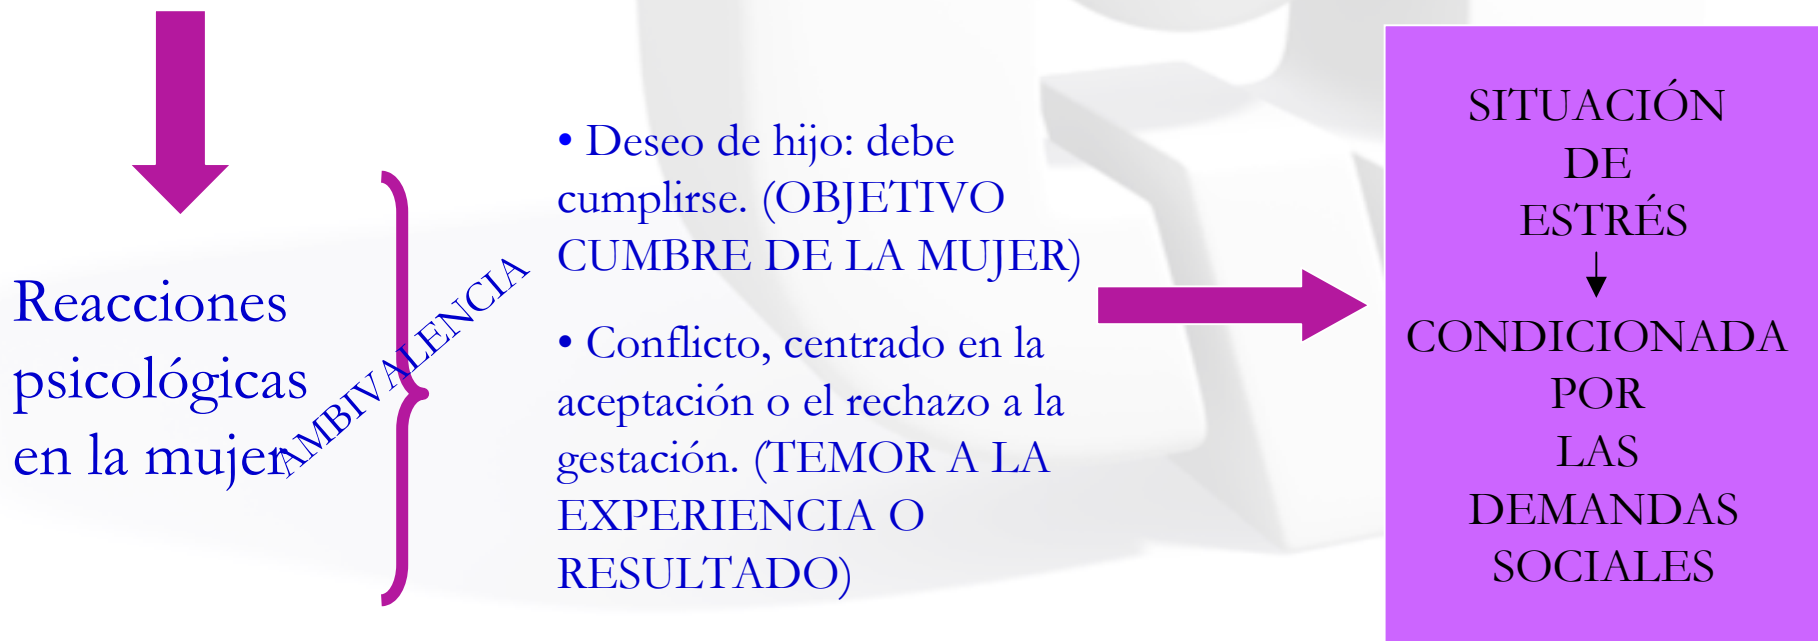 Reacciones
psicológicas
en la mujer
AMBIVALENCIA
• Deseo de hijo: debe
cumplirse. (OBJETIVO
CUMBRE DE LA MUJER)
• Conflicto, centrado en la
aceptación o el rechazo a la
gestación. (TEMOR A LA
EXPERIENCIA O
RESULTADO)
SITUACIÓN
DE
ESTRÉS
CONDICIONADA
POR
LAS
DEMANDAS
SOCIALES